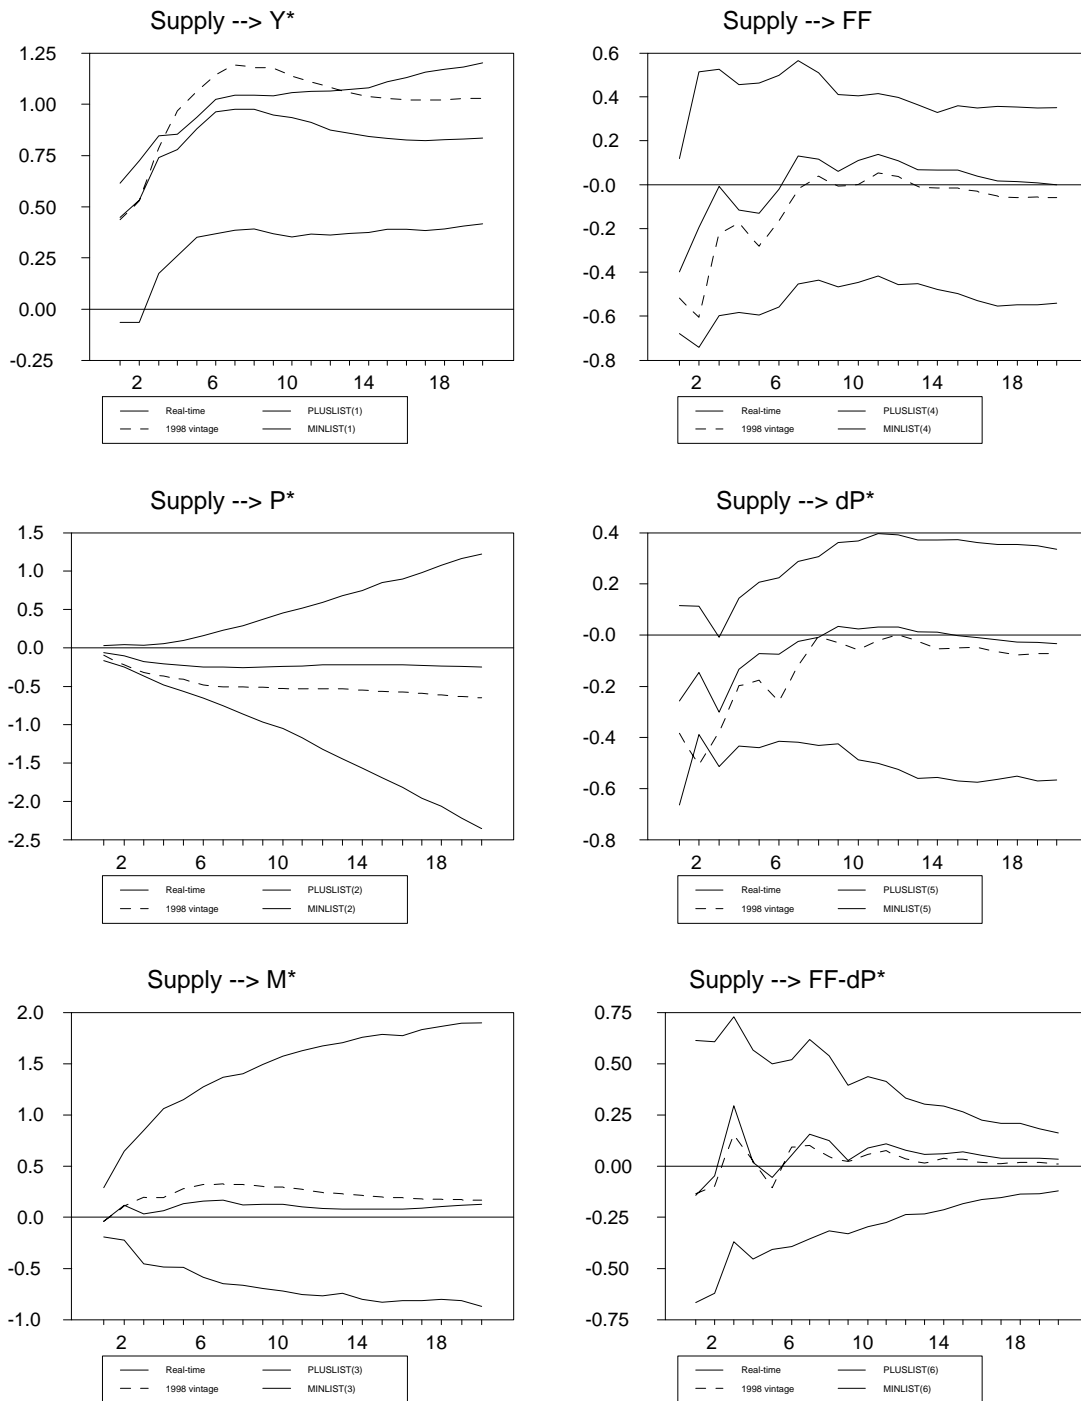 Supply --> Y*
1.25
1.00
0.75
0.50
0.25
0.00
-0.25
2 6 10 14 18
Real-time PLUSLIST(1)
1998 vintage MINLIST(1)
Supply --> FF
0.6
0.4
0.2
-0.0
-0.2
-0.4
-0.6
-0.8
2 6 10 14 18
Real-time PLUSLIST(4)
1998 vintage MINLIST(4)
Supply --> P*
1.5
1.0
0.5
0.0
-0.5
-1.0
-1.5
-2.0
-2.5
2 6 10 14 18
Real-time PLUSLIST(2)
1998 vintage MINLIST(2)
Supply --> dP*
0.4
0.2
-0.0
-0.2
-0.4
-0.6
-0.8
2 6 10 14 18
Real-time PLUSLIST(5)
1998 vintage MINLIST(5)
Supply --> M*
2.0
1.5
1.0
0.5
0.0
-0.5
-1.0
2 6 10 14 18
Real-time PLUSLIST(3)
1998 vintage MINLIST(3)
Supply --> FF-dP*
0.75
0.50
0.25
0.00
-0.25
-0.50
-0.75
2 6 10 14 18
Real-time PLUSLIST(6)
1998 vintage MINLIST(6)